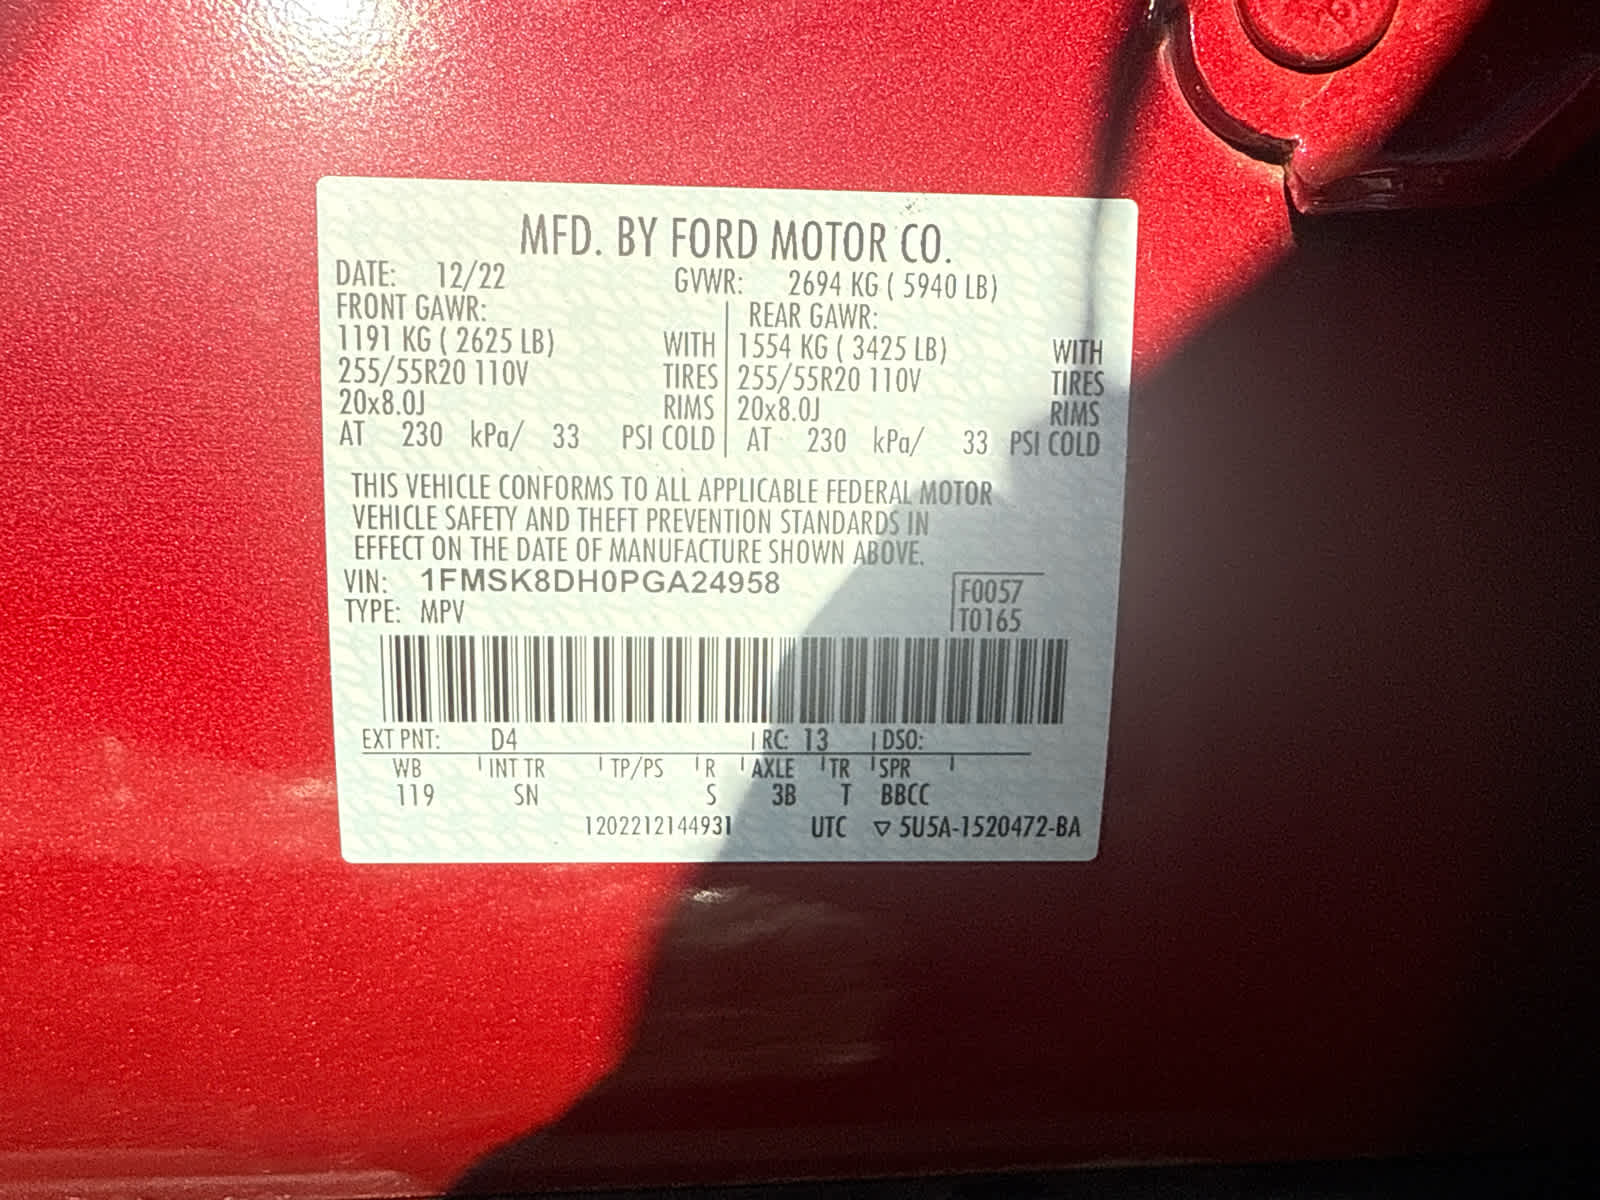 MFD. BY FORD MOTOR CO.
DATE: 12/22 GVWR: 2694 KG ( 5940 LB)
FRONT GAWR: REAR GAWR:
1191 KG ( 2625 LB) WITH 1554 KG ( 3425 LB) WITH
255/55R20 110V TIRES 255/55R20 110V TIRES
20x8.0J RIMS 20x8.0J RIMS
AT 230 kPa/ 33 PSI COLD AT 230 kPa/ 33 PSI COLD
THIS VEHICLE CONFORMS TO ALL APPLICABLE FEDERAL MOTOR
VEHICLE SAFETY AND THEFT PREVENTION STANDARDS IN
EFFECT ON THE DATE OF MANUFACTURE SHOWN ABOVE.
VIN: 1FMSK8DH0PGA24958 F0057
TYPE: MPV T0165
EXT PNT: D4 RC: 13 DSO:
WB INT TR TP/PS R AXLE TR SPR
119 SN S 3B T BBCC
1202212144931 UTC ▽ 5U5A-1520472-BA